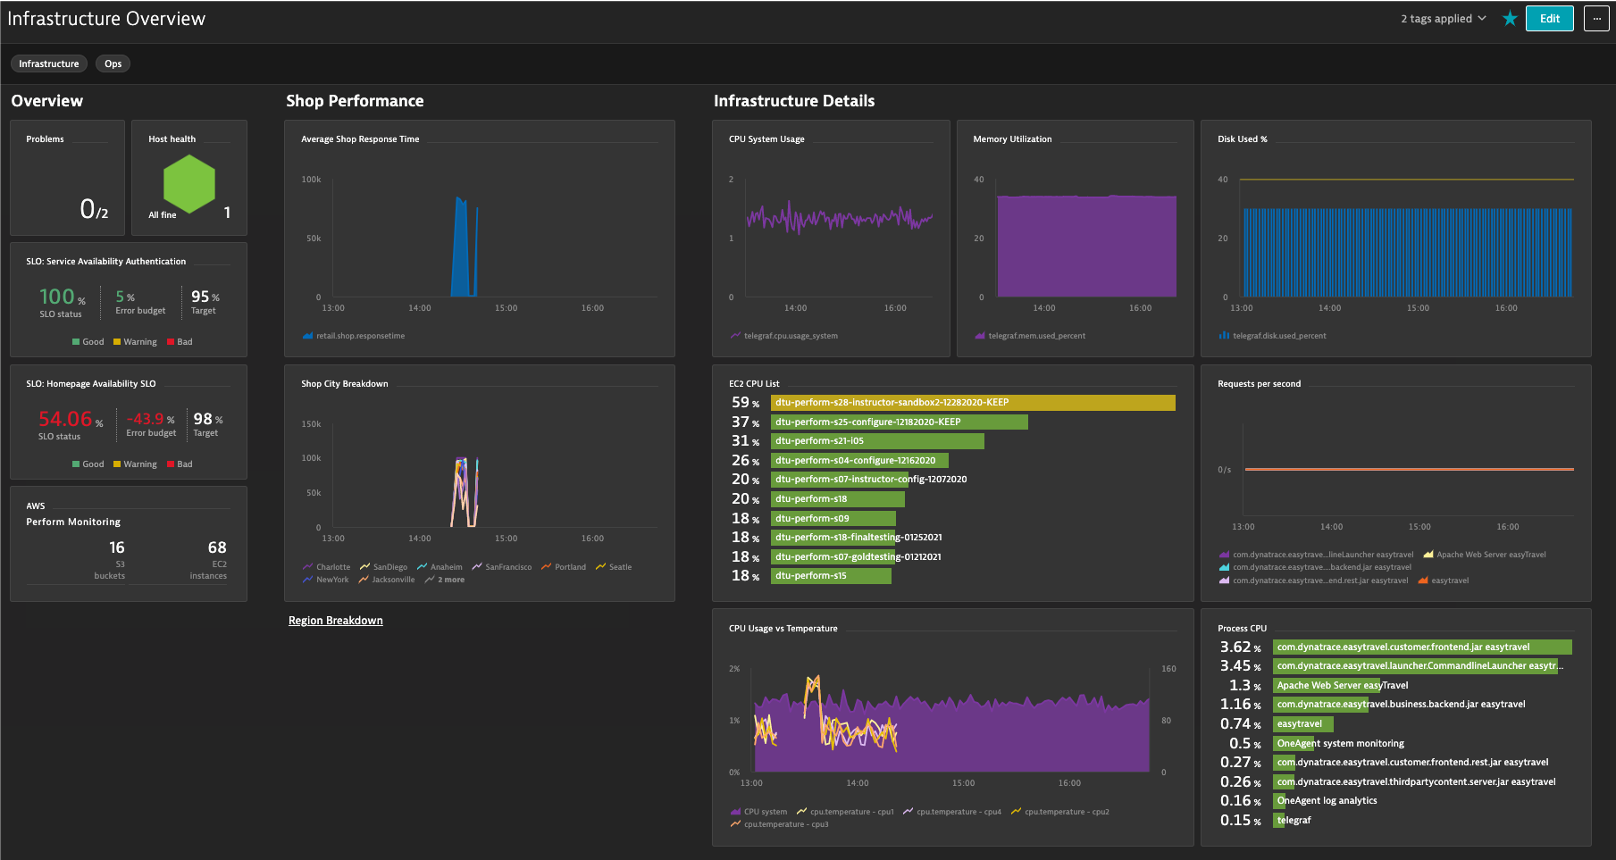 Infrastructure Overview
2 tags applied
Edit
...
Infrastructure
Ops
Overview
Problems
0/2
Host health
All fine
1
SLO: Service Availability Authentication
100 %
SLO status
5 %
Error budget
95 %
Target
Good
Warning
Bad
SLO: Homepage Availability SLO
54.06 %
SLO status
-43.9 %
Error budget
98 %
Target
Good
Warning
Bad
AWS
Perform Monitoring
16
S3
buckets
68
EC2
instances
Shop Performance
Average Shop Response Time
100k
50k
0
13:00
14:00
15:00
16:00
retail.shop.responsetime
Shop City Breakdown
150k
100k
50k
0
13:00
14:00
15:00
16:00
Charlotte
SanDiego
Anaheim
SanFrancisco
Portland
Seatle
NewYork
Jacksonville
2 more
Region Breakdown
Infrastructure Details
CPU System Usage
2
1
0
14:00
16:00
telegraf.cpu.usage_system
Memory Utilization
40
20
0
14:00
16:00
telegraf.mem.used_percent
Disk Used %
40
20
0
13:00
14:00
15:00
16:00
telegraf.disk.used_percent
EC2 CPU List
59 % dtu-perform-s28-instructor-sandbox2-12282020-KEEP
37 % dtu-perform-s25-configure-12182020-KEEP
31 % dtu-perform-s21-i05
26 % dtu-perform-s04-configure-12162020
20 % dtu-perform-s07-instructor-config-12072020
20 % dtu-perform-s18
18 % dtu-perform-s09
18 % dtu-perform-s18-finaltesting-01252021
18 % dtu-perform-s07-goldtesting-01212021
18 % dtu-perform-s15
Requests per second
0/s
13:00
14:00
15:00
16:00
com.dynatrace.easytrave...lineLauncher easytravel
Apache Web Server easyTravel
com.dynatrace.easytrave....backend.jar easytravel
com.dynatrace.easytrave...end.rest.jar easytravel
easytravel
CPU Usage vs Temperature
2%
1%
0%
160
80
0
13:00
14:00
15:00
16:00
CPU system
cpu.temperature - cpu1
cpu.temperature - cpu4
cpu.temperature - cpu2
cpu.temperature - cpu3
Process CPU
3.62 % com.dynatrace.easytravel.customer.frontend.jar easytravel
3.45 % com.dynatrace.easytravel.launcher.CommandlineLauncher easytr...
1.3 % Apache Web Server easyTravel
1.16 % com.dynatrace.easytravel.business.backend.jar easytravel
0.74 % easytravel
0.5 % OneAgent system monitoring
0.27 % com.dynatrace.easytravel.customer.frontend.rest.jar easytravel
0.26 % com.dynatrace.easytravel.thirdpartycontent.server.jar easytravel
0.16 % OneAgent log analytics
0.15 % telegraf